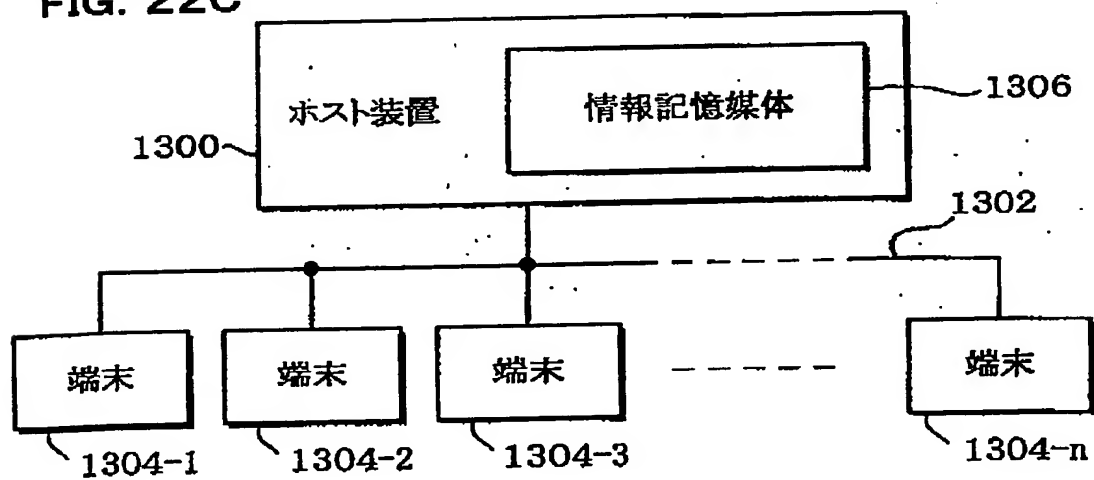 FIG. 22C
ホスト装置
情報記憶媒体
1306
1300
1302
端末
端末
端末
端末
1304-1
1304-2
1304-3
1304-n